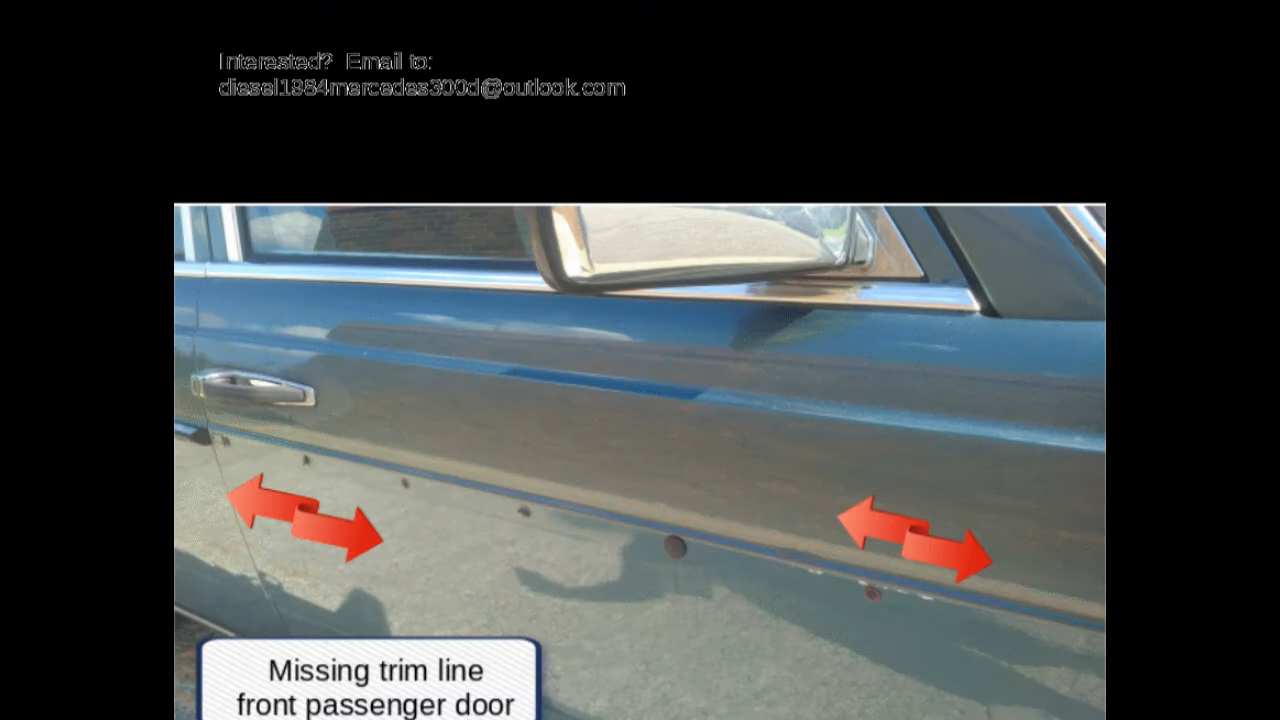 Interested?  Email to:
diesel1984mercedes300d@outlook.com
Missing trim line
front passenger door